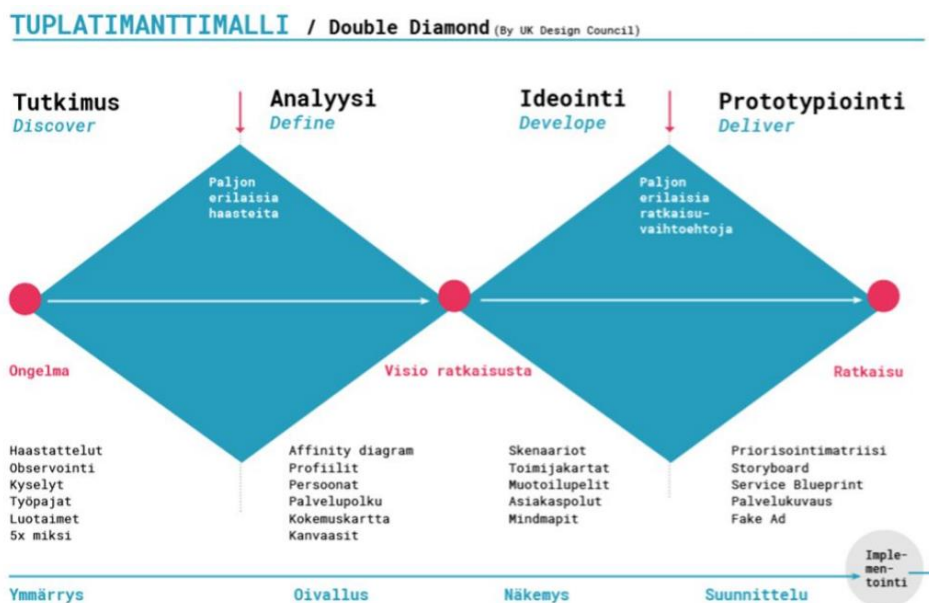 TUPLATIMANTTIMALLI / Double Diamond (By UK Design Council)
Tutkimus
Discover
Analyysi
Define
Ideointi
Develope
Prototypiointi
Deliver
Paljon
erilaisia
haasteita
Paljon
erilaisia
ratkaisu-
vaihtoehtoja
Ongelma
Visio ratkaisusta
Ratkaisu
Haastattelut
Observointi
Kyselyt
Työpajat
Luotaimet
5x miksi
Affinity diagram
Profiilit
Persoonat
Palvelupolku
Kokemuskartta
Kanvaasit
Skenaariot
Toimijakartat
Muotoilupelit
Asiakaspolut
Mindmapit
Priorisointimatriisi
Storyboard
Service Blueprint
Palvelukuvaus
Fake Ad
Imple-
men-
tointi
Ymmärrys
Oivallus
Näkemys
Suunnittelu